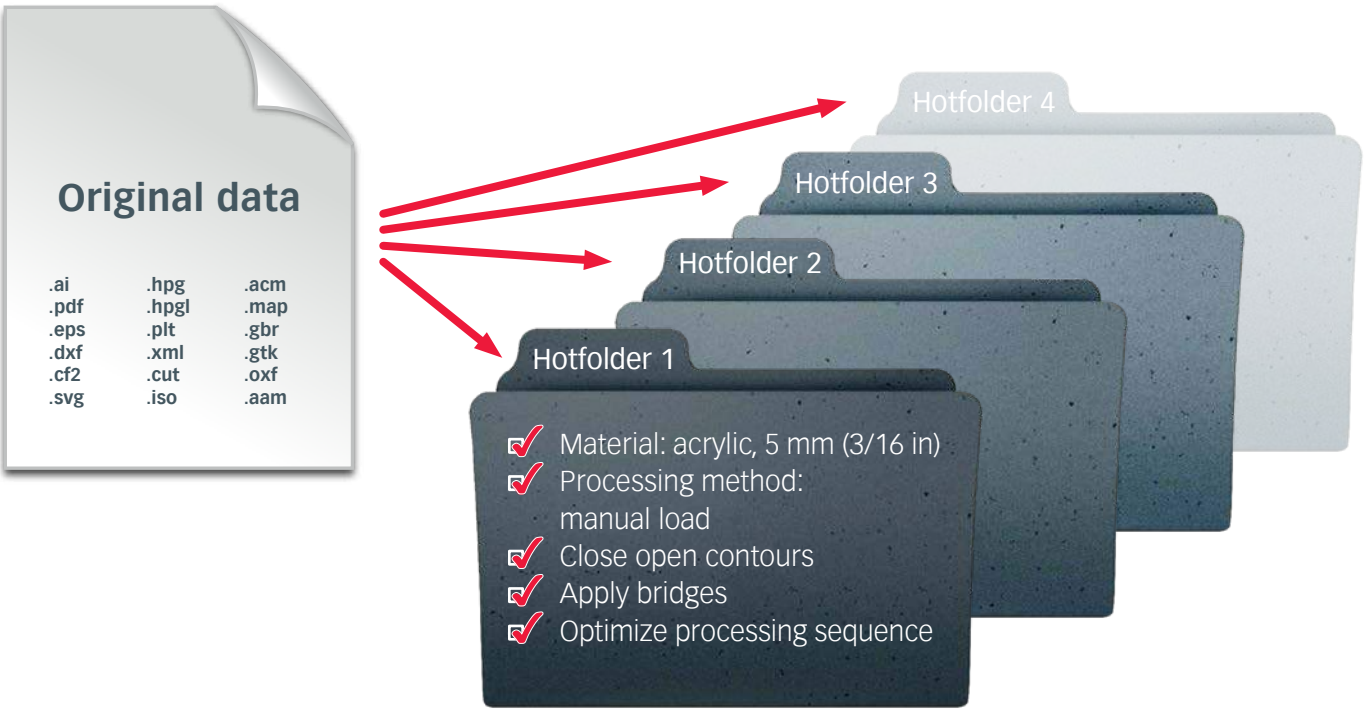 Original data
.ai .hpg .acm
.pdf .hpgl .map
.eps .plt .gbr
.dxf .xml .gtk
.cf2 .cut .oxf
.svg .iso .aam
Hotfolder 4
Hotfolder 3
Hotfolder 2
Hotfolder 1
Material: acrylic, 5 mm (3/16 in)
Processing method:
manual load
Close open contours
Apply bridges
Optimize processing sequence